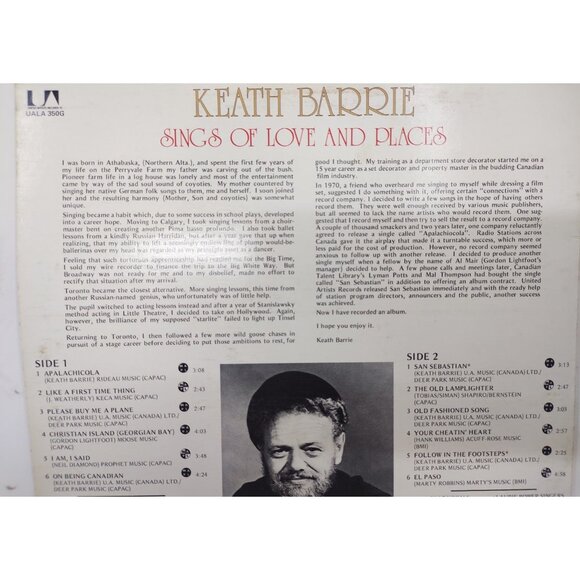 UA
UALA 350G
KEATH BARRIE
SINGS OF LOVE AND PLACES
I was born in Athabaska, (Northern Alta.), and spent the first few years of
my life on the Perryvale Farm my father was carving out of the bush.
Pioneer farm life in a log house was lonely and most of the entertainment
came by way of the sad soul sound of coyoties. My mother countered by
singing her native German folk songs to them, me and herself. I soon joined
her and the resulting harmony (Mother, Son and coyoties) was somewhat
unique.
Singing became a habit which, due to some success in school plays, developed
into a career hope. Moving to Calgary, I took singing lessons from a choir-
master bent on creating another Pima basso profundo. I also took ballet
lessons from a kindly Russian Harridan, but after a year gave that up when
realizing, that my ability to lift a seemingly endless line of plump would-be-
ballerinas over my head was regarded as my greatest asset as a dancer.
Feeling that such torturous apprenticeship had readied me for the Big Time,
I sold my wire recorder to finance the trip to the Big White Way. But
Broadway was not ready for me and to my disbelief, made no effort to
rectify that situation after my arrival.
Toronto became the closest alternative. More singing lessons, this time from
another Russian-named genius, who unfortunately was of little help.
The pupil switched to acting lessons instead and after a year of Stanislawsky
method acting in Little Theatre, I decided to take on Hollywood. Again,
however, the brilliance of my supposed "starlite" failed to light up Tinsel
City.
Returning to Toronto, I then followed a few more wild goose chases in
pursuit of a stage career before deciding to put those ambitions to rest, for
good I thought. My training as a department store decorator started me on a
15 year career as a set decorator and property master in the budding Canadian
film industry.
In 1970, a friend who overheard me singing to myself while dressing a film
set, suggested I do something with it, offering certain "connections" with a
record company. I decided to write a few songs in the hope of having others
record them. They were well enough received by various music publishers,
but all seemed to lack the name artists who would record them. One sug-
gested that I record myself and then try to sell the result to a record company.
A couple of thousand smackers and two years later, one company reluctantly
agreed to release a single called "Apalachicola". Radio Stations across
Canada gave it the airplay that made it a turntable success, which more or
less paid for the effort. However, no one at the record company seemed
anxious to follow up with another release. I decided to produce another
single myself when a fellow by the name of Al Mair (Gordon Lightfoot's
manager) decided to help. A few phone calls and meetings later, Canadian
Talent Library's Lyman Potts and Mal Thompson had bought the single
called "San Sebastian" in addition to offering an album contract. United
Artists Records released San Sebastian immediately and with the ready help
of station program directors, announcers and the public, another success
was achieved.
Now I have recorded an album.
I hope you enjoy it.
Keath Barrie
SIDE 1
1 APALACHICOLA 3:08
(KEATH BARRIE) RIDEAU MUSIC (CAPAC)
2 LIKE A FIRST TIME THING 2:43
(J. WEATHERLY) KECA MUSIC (CAPAC)
3 PLEASE BUY ME A PLANE 2:47
(KEATH BARRIE) U.A. MUSIC (CANADA) LTD./
DEER PARK MUSIC (CAPAC)
4 CHRISTIAN ISLAND (GEORGIAN BAY) 4:03
(GORDON LIGHTFOOT) MOOSE MUSIC
(CAPAC)
5 I AM, I SAID 3:48
(NEIL DIAMOND) PROPHET MUSIC (CAPAC)
6 ON BEING CANADIAN 4:24
(KEATH BARRIE) U.A. MUSIC (CANADA) LTD./
DEER PARK MUSIC (CAPAC)
SIDE 2
1 SAN SEBASTIAN* 3:13
(KEATH BARRIE) U.A. MUSIC (CANADA) LTD./
DEER PARK MUSIC (CAPAC)
2 THE OLD LAMPLIGHTER
(TOBIAS/SIMAN) SHAPIRO/BERNSTEIN
(CAPAC)
3 OLD FASHIONED SONG 3:03
(KEATH BARRIE) U.A. MUSIC (CANADA) LTD./
DEER PARK MUSIC (CAPAC)
4 YOUR CHEATIN' HEART 2:57
(HANK WILLIAMS) ACUFF-ROSE MUSIC (BMI)
5 FOLLOW IN THE FOOTSTEPS* 2:35
(KEATH BARRIE) U.A. MUSIC (CANADA) LTD./
DEER PARK MUSIC (CAPAC)
6 EL PASO 4:56
(MARTY ROBBINS) MARTY'S MUSIC (BMI)